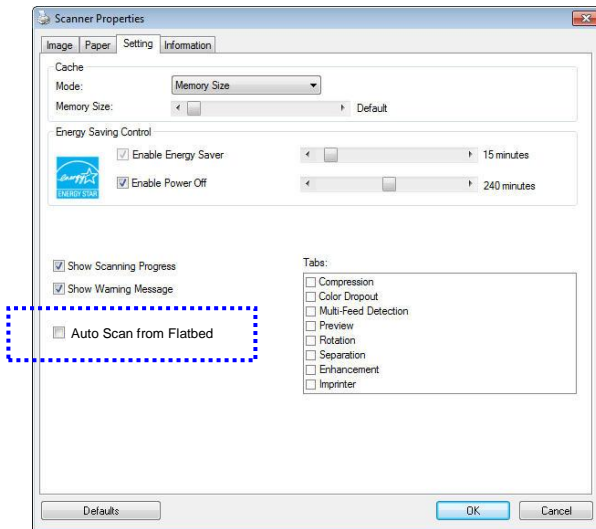 Scanner Properties
Image Paper Setting Information
Cache
Mode: Memory Size
Memory Size: Default
Energy Saving Control
Enable Energy Saver 15 minutes
energy
ENERGY STAR
Enable Power Off 240 minutes
Show Scanning Progress
Show Warning Message
Auto Scan from Flatbed
Tabs:
Compression
Color Dropout
Multi-Feed Detection
Preview
Rotation
Separation
Enhancement
Imprinter
Defaults OK Cancel